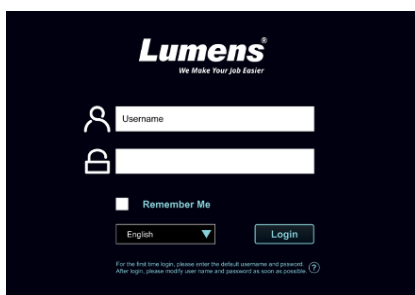 Lumens®
We Make Your Job Easier
Username
Remember Me
English
Login
For the first time login, please enter the default username and password.
After login, please modify user name and password as soon as possible. ?